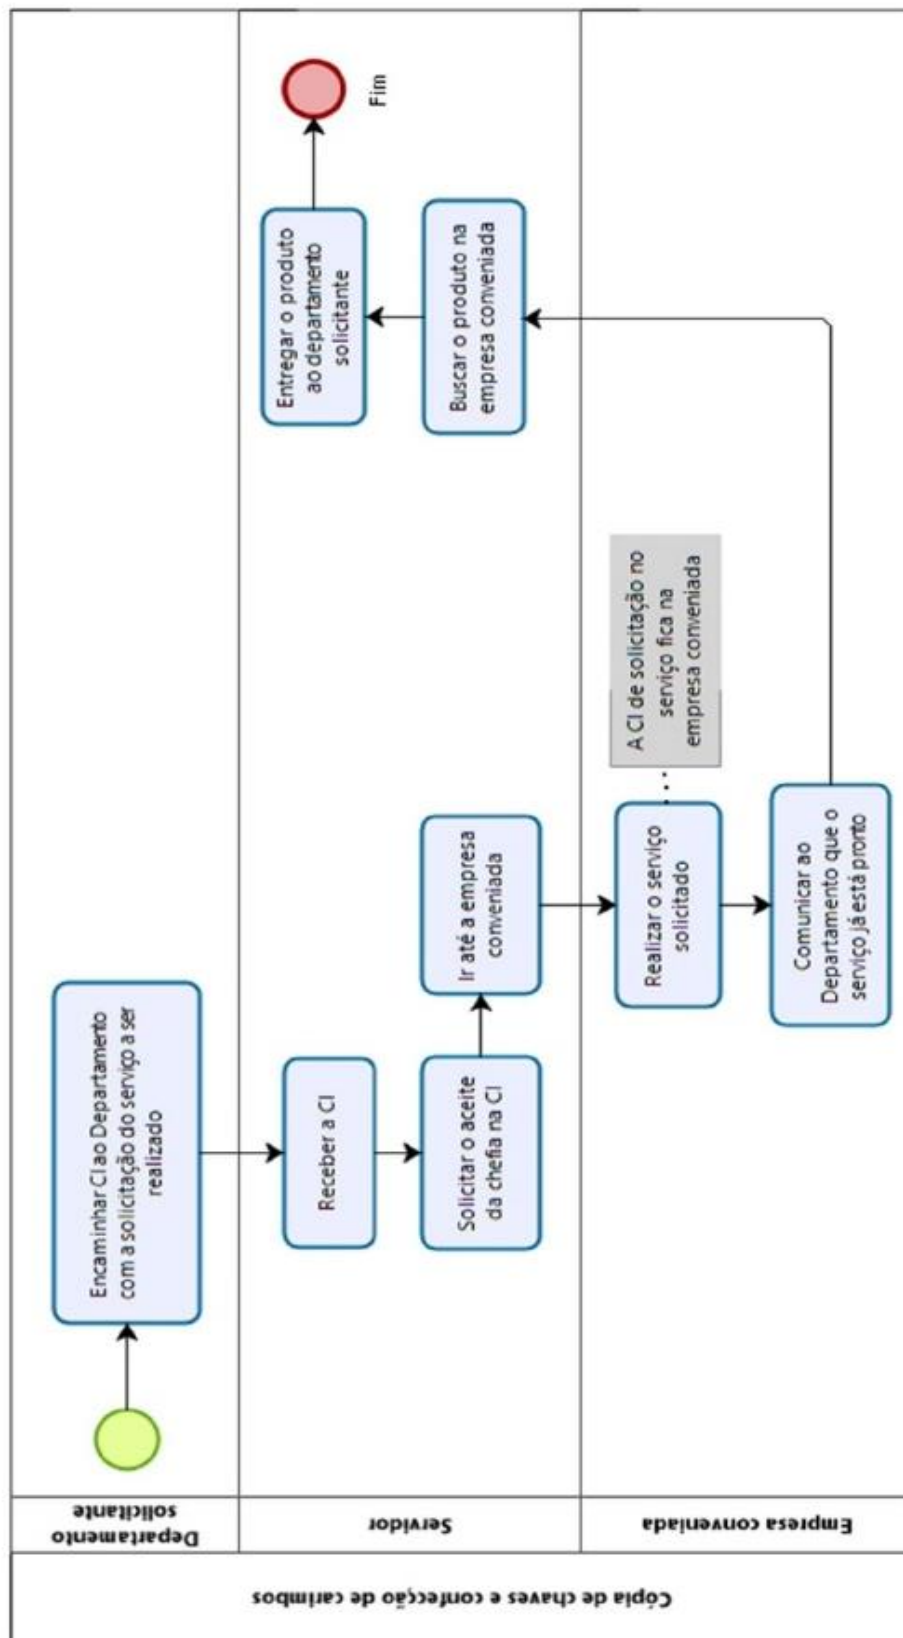 Cópia de chaves e confecção de carimbos
Departamento
solicitante
Encaminhar CI ao Departamento
com a solicitação do serviço a ser
realizado
Servidor
Receber a CI
Solicitar o aceite
da chefia na CI
Ir até a empresa
conveniada
Buscar o produto na
empresa conveniada
Entregar o produto
ao departamento
solicitante
Fim
Empresa conveniada
Realizar o serviço
solicitado
A CI de solicitação no
serviço fica na
empresa conveniada
Comunicar ao
Departamento que o
serviço já está pronto